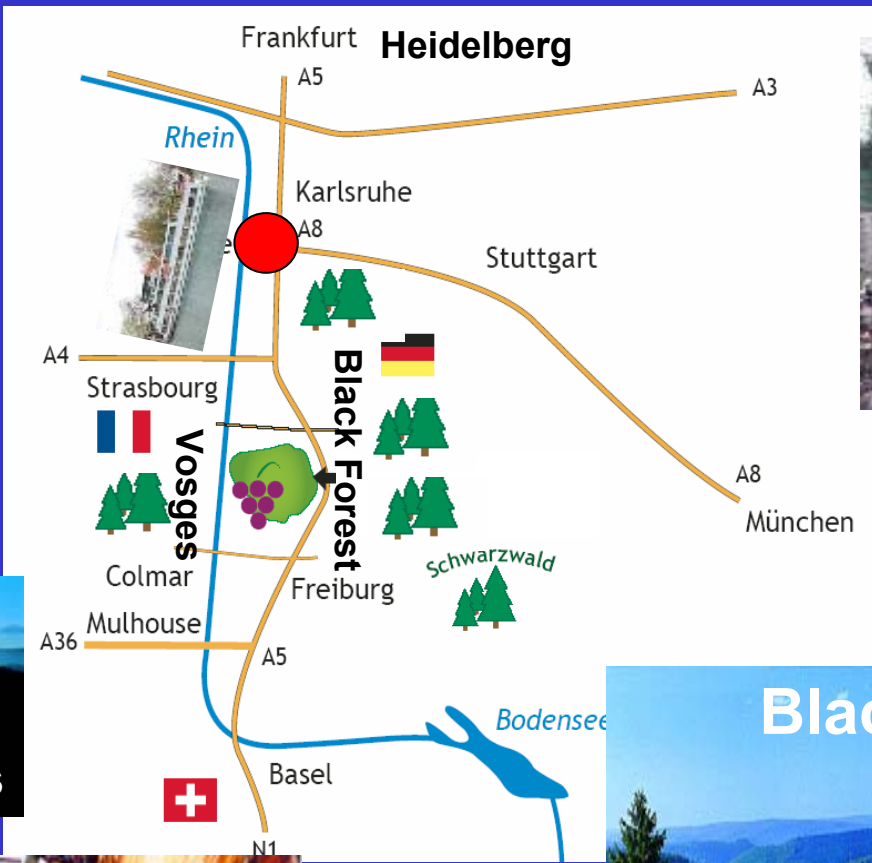 Frankfurt
Heidelberg
A5
A3
Rhein
Karlsruhe
A8
e
Stuttgart
A4
Strasbourg
Black Forest
Vosges
A8
München
Schwarzwald
Colmar
Freiburg
Mulhouse
A36
A5
Bodensee
Blac
s
Basel
N1